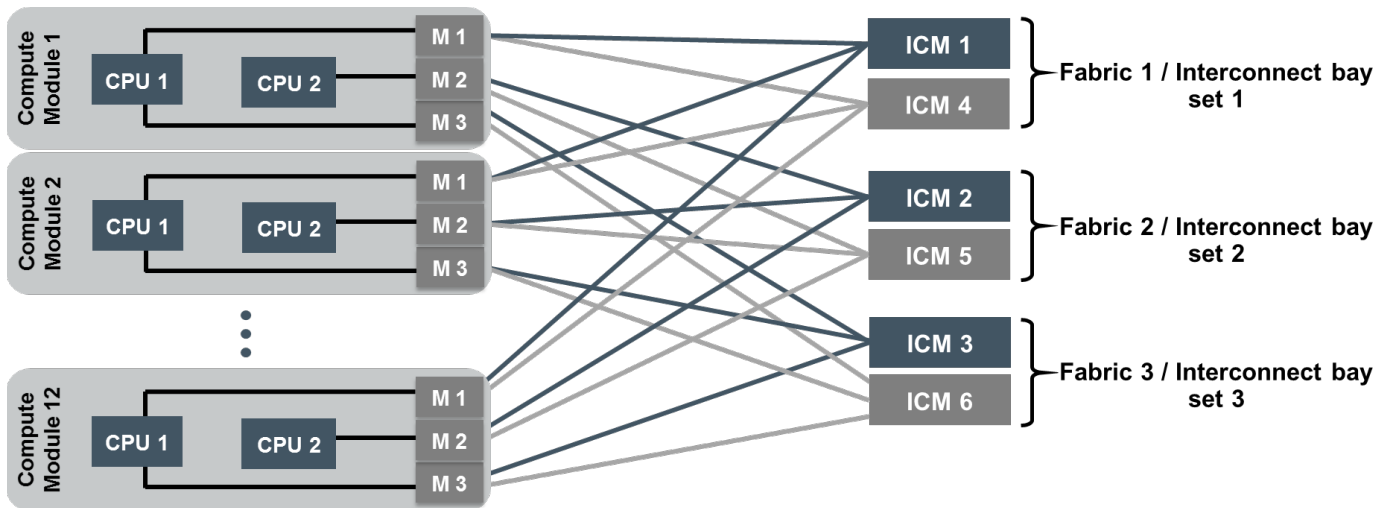 Compute
Module 1
CPU 1
CPU 2
M 1
M 2
M 3
Compute
Module 2
CPU 1
CPU 2
M 1
M 2
M 3
Compute
Module 12
CPU 1
CPU 2
M 1
M 2
M 3
ICM 1
ICM 4
Fabric 1 / Interconnect bay
set 1
ICM 2
ICM 5
Fabric 2 / Interconnect bay
set 2
ICM 3
ICM 6
Fabric 3 / Interconnect bay
set 3